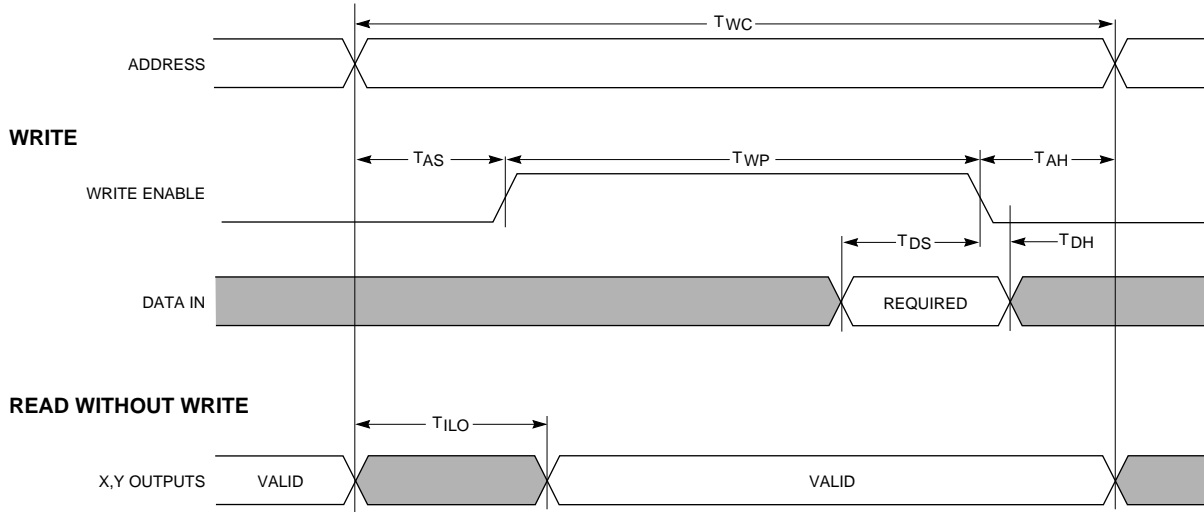 TWC
ADDRESS
WRITE
TAS
TWP
TAH
WRITE ENABLE
TDS
TDH
DATA IN
REQUIRED
READ WITHOUT WRITE
TILO
X,Y OUTPUTS
VALID
VALID